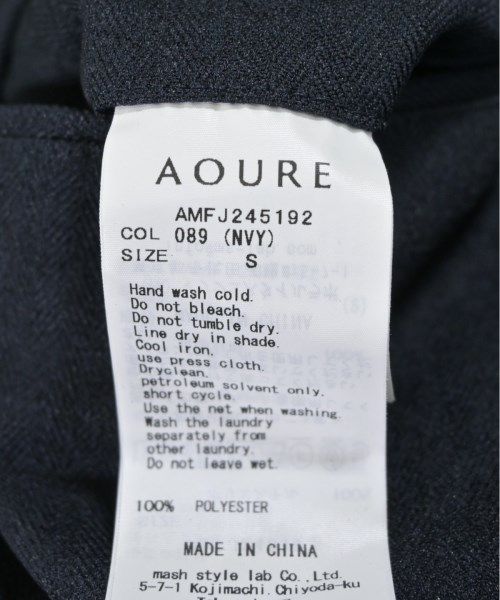 AOURE
AMFJ245192
COL 089 (NVY)
SIZE S
Hand wash cold.
Do not bleach.
Do not tumble dry.
Line dry in shade.
Cool iron.
use press cloth.
Dryclean.
petroleum solvent only.
short cycle.
Use the net when washing.
Wash the laundry
separately from
other laundry.
Do not leave wet.
100% POLYESTER
MADE IN CHINA
mash style lab Co.,Ltd.
5-7-1 Kojimachi,Chiyoda-ku